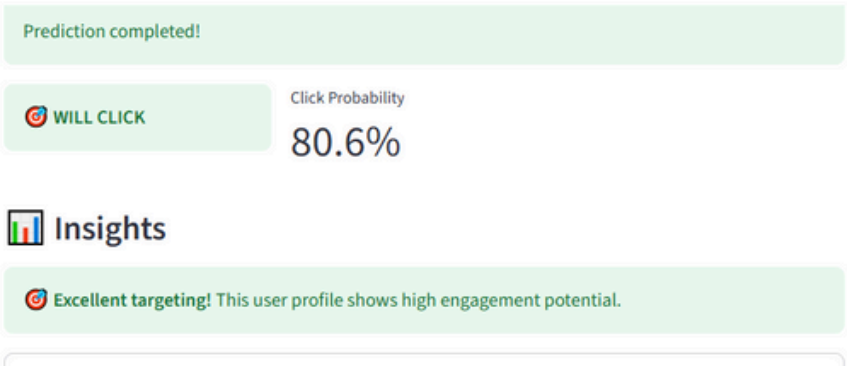 Prediction completed!
WILL CLICK
Click Probability
80.6%
Insights
Excellent targeting! This user profile shows high engagement potential.